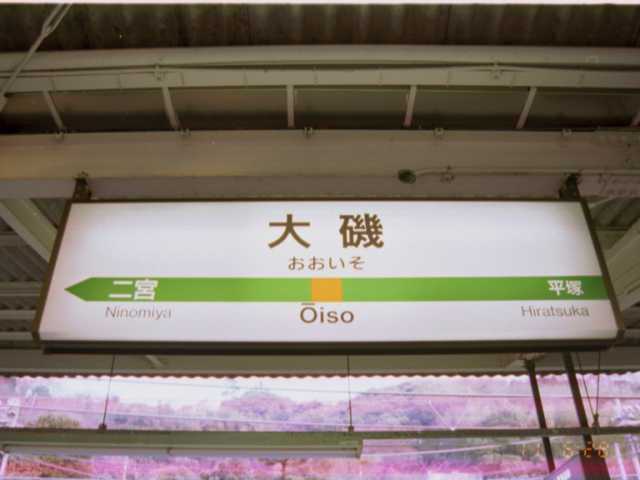 大磯
おおいそ
二宮 平塚
Ninomiya Ōiso Hiratsuka